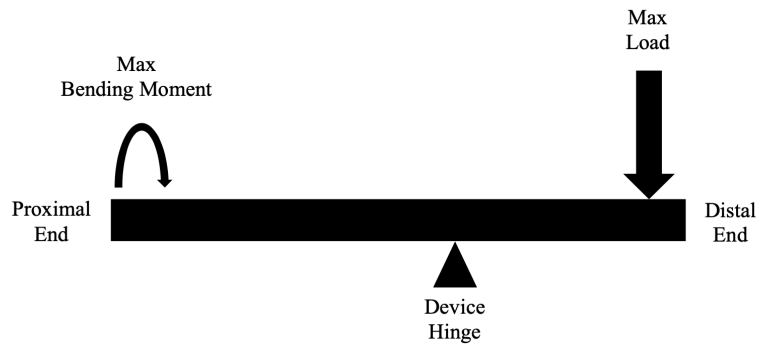 Max
Load
Max
Bending Moment
Proximal
End
Distal
End
Device
Hinge